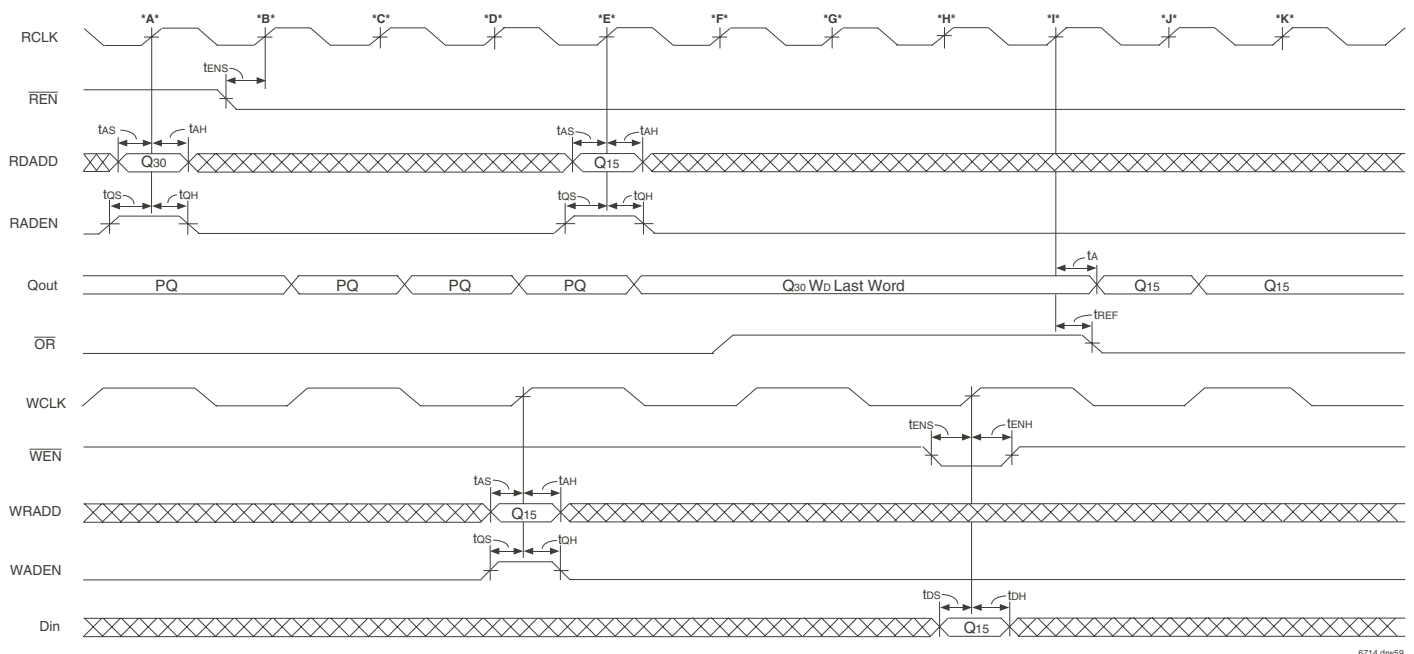 *A* *B* *C* *D* *E* *F* *G* *H* *I* *J* *K*
RCLK
tENS
REN
tAS tAH tAS tAH
RDADD Q30 Q15
tQS tQH tQS tQH
RADEN
tA
Qout PQ PQ PQ PQ Q30 WD Last Word Q15 Q15
tREF
OR
WCLK
tENS tENH
WEN
tAS tAH
WRADD Q15
tQS tQH
WADEN
tDS tDH
Din Q15
6714 drw59